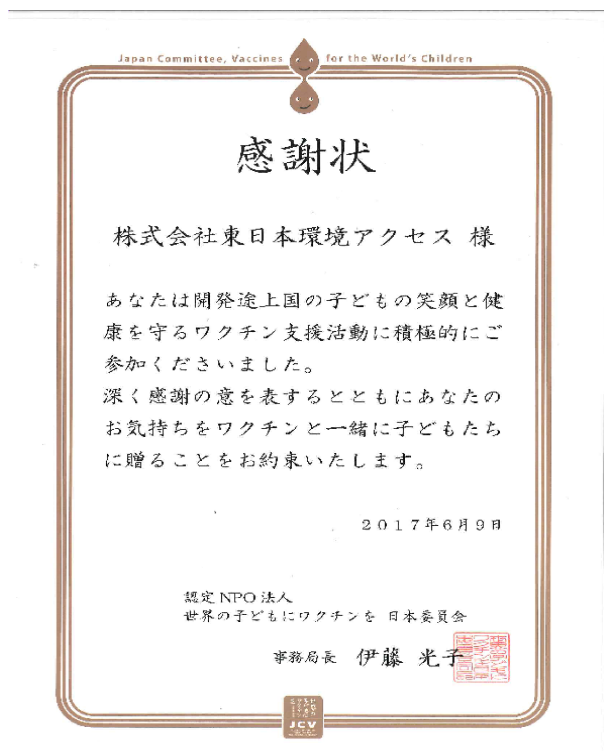 Japan Committee, Vaccines for the World's Children
感謝状
株式会社東日本環境アクセス 様
あなたは開発途上国の子どもの笑顔と健
康を守るワクチン支援活動に積極的にご
参加くださいました。
深く感謝の意を表するとともにあなたの
お気持ちをワクチンと一緒に子どもたち
に贈ることをお約束いたします。
2017年6月9日
認定NPO法人
世界の子どもにワクチンを 日本委員会
事務局長 伊藤 光子
JCV